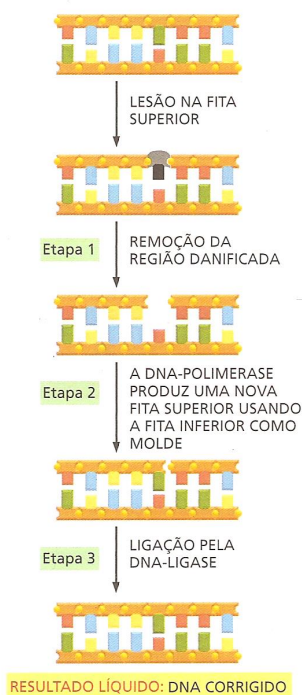 LESÃO NA FITA
SUPERIOR
Etapa 1
REMOÇÃO DA
REGIÃO DANIFICADA
Etapa 2
A DNA-POLIMERASE
PRODUZ UMA NOVA
FITA SUPERIOR USANDO
A FITA INFERIOR COMO
MOLDE
Etapa 3
LIGAÇÃO PELA
DNA-LIGASE
RESULTADO LÍQUIDO: DNA CORRIGIDO